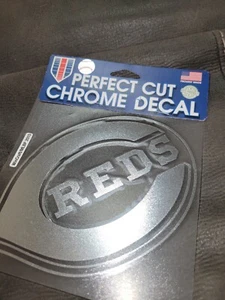 PERFECT CUT
CHROME DECAL
REDS